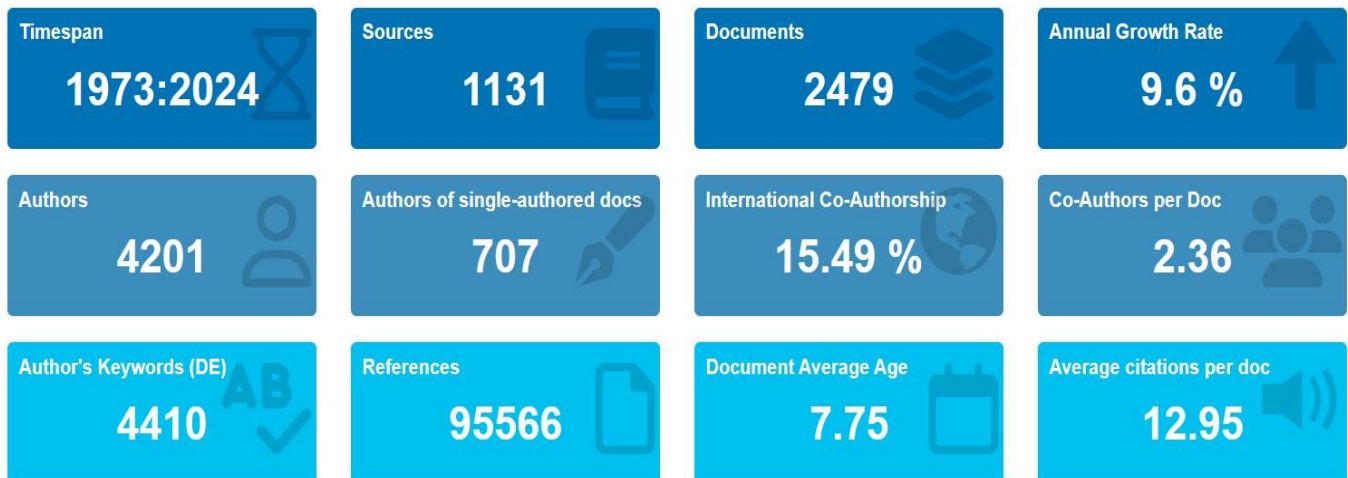 Timespan
1973:2024
Sources
1131
Documents
2479
Annual Growth Rate
9.6 %
Authors
4201
Authors of single-authored docs
707
International Co-Authorship
15.49 %
Co-Authors per Doc
2.36
Author's Keywords (DE)
AB
4410
References
95566
Document Average Age
7.75
Average citations per doc
12.95